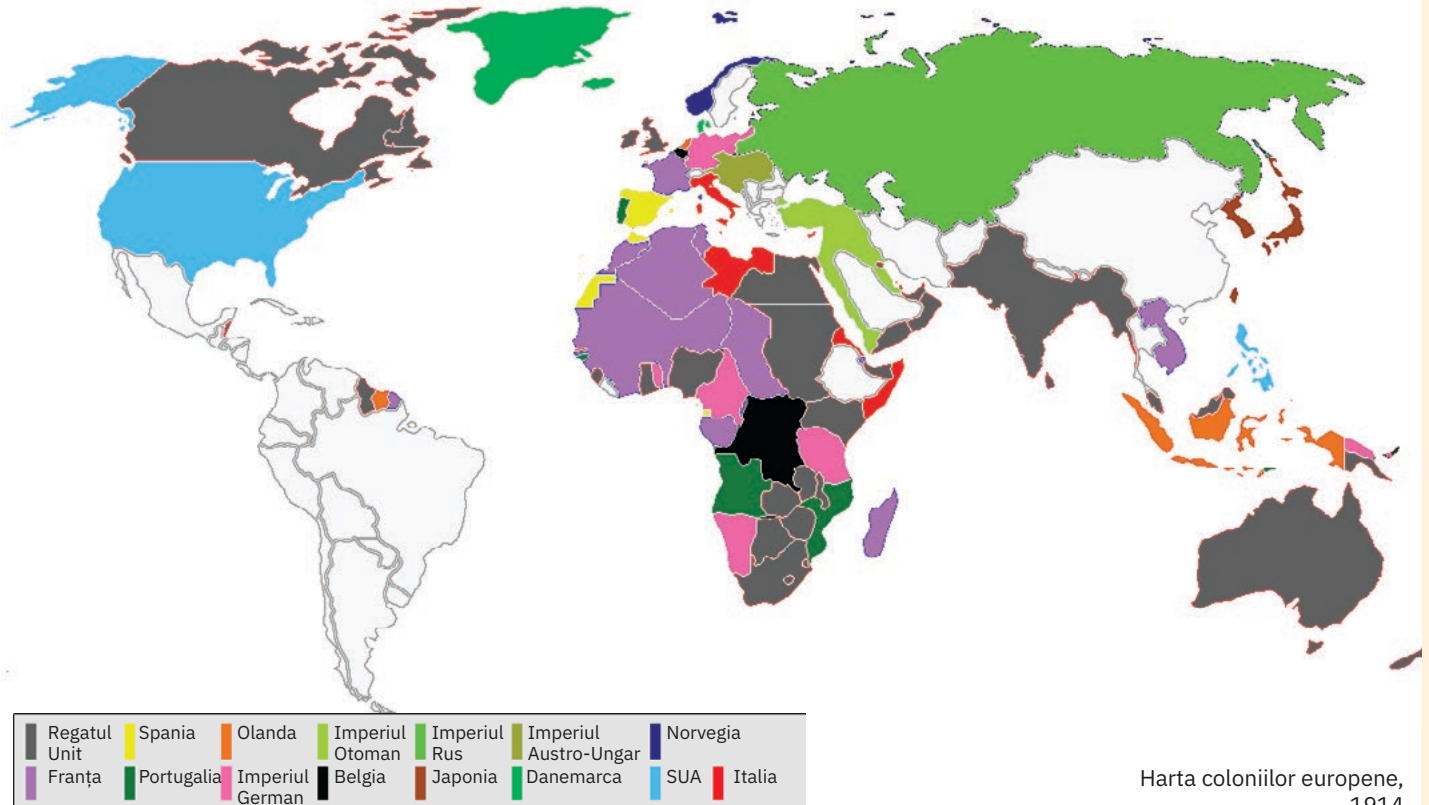 Regatul
Unit
Spania
Olanda
Imperiul
Otoman
Imperiul
Rus
Imperiul
Austro-Ungar
Norvegia
Franța
Portugalia
Imperiul
German
Belgia
Japonia
Danemarca
SUA
Italia
Harta coloniilor europene,
1914